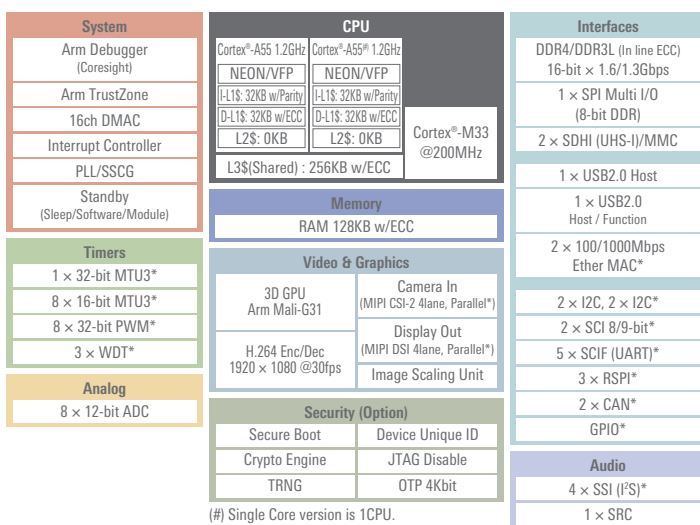 System
Arm Debugger
(Coresight)
Arm TrustZone
16ch DMAC
Interrupt Controller
PLL/SSCG
Standby
(Sleep/Software/Module)
Timers
1 × 32-bit MTU3*
8 × 16-bit MTU3*
8 × 32-bit PWM*
3 × WDT*
Analog
8 × 12-bit ADC
CPU
Cortex®-A55 1.2GHz
NEON/VFP
I-L1$: 32KB w/Parity
D-L1$: 32KB w/ECC
L2$: 0KB
Cortex®-A55(#) 1.2GHz
NEON/VFP
I-L1$: 32KB w/Parity
D-L1$: 32KB w/ECC
L2$: 0KB
L3$(Shared) : 256KB w/ECC
Cortex®-M33
@200MHz
Memory
RAM 128KB w/ECC
Video & Graphics
3D GPU
Arm Mali-G31
H.264 Enc/Dec
1920 × 1080 @30fps
Camera In
(MIPI CSI-2 4lane, Parallel*)
Display Out
(MIPI DSI 4lane, Parallel*)
Image Scaling Unit
Security (Option)
Secure Boot
Device Unique ID
Crypto Engine
JTAG Disable
TRNG
OTP 4Kbit
(#) Single Core version is 1CPU.
Interfaces
DDR4/DDR3L (In line ECC)
16-bit × 1.6/1.3Gbps
1 × SPI Multi I/O
(8-bit DDR)
2 × SDHI (UHS-I)/MMC
1 × USB2.0 Host
1 × USB2.0
Host / Function
2 × 100/1000Mbps
Ether MAC*
2 × I2C, 2 × I2C*
2 × SCI 8/9-bit*
5 × SCIF (UART)*
3 × RSPI*
2 × CAN*
GPIO*
Audio
4 × SSI (I²S)*
1 × SRC